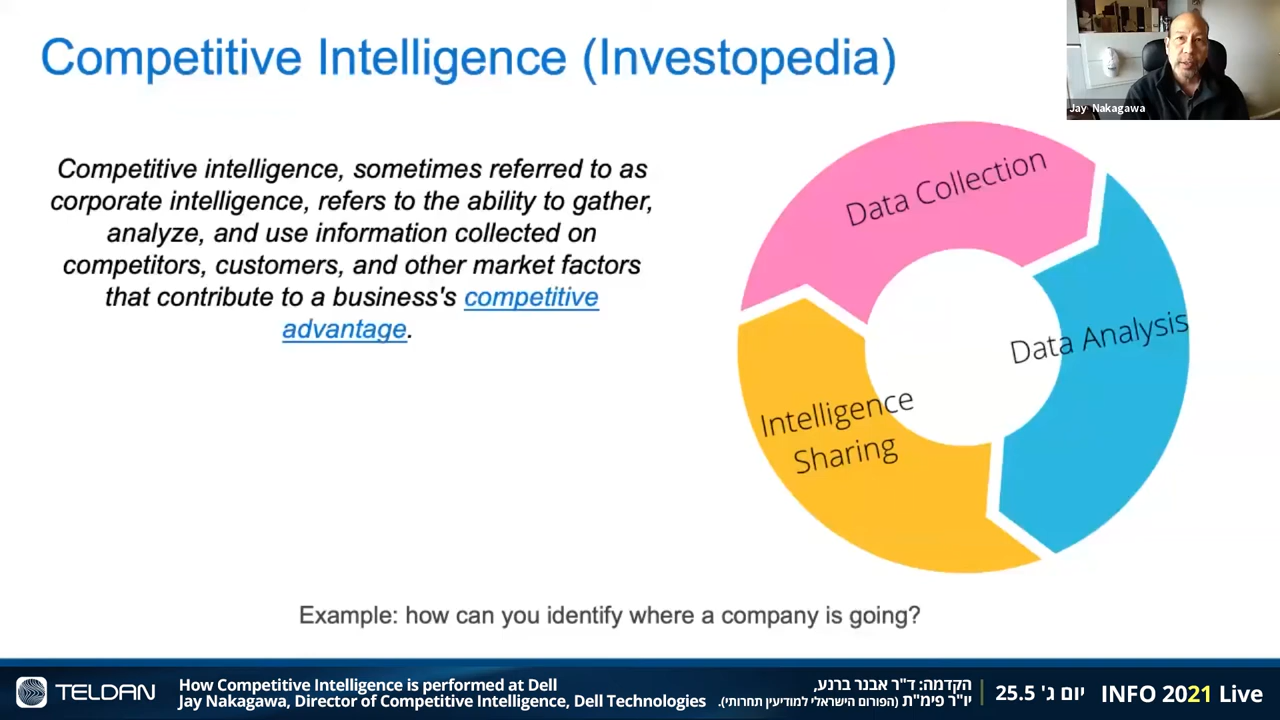 Competitive Intelligence (Investopedia)
Jay Nakagawa
Competitive intelligence, sometimes referred to as
corporate intelligence, refers to the ability to gather,
analyze, and use information collected on
competitors, customers, and other market factors
that contribute to a business's competitive
advantage.
Data Collection
Data Analysis
Intelligence
Sharing
Example: how can you identify where a company is going?
TELDAN
How Competitive Intelligence is performed at Dell
Jay Nakagawa, Director of Competitive Intelligence, Dell Technologies
הקדמה: ד"ר אבנר ברנע,
יו"ר פימ"ת (הפורום הישראלי למודיעין תחרותי).
יום ג' 25.5
INFO 2021 Live